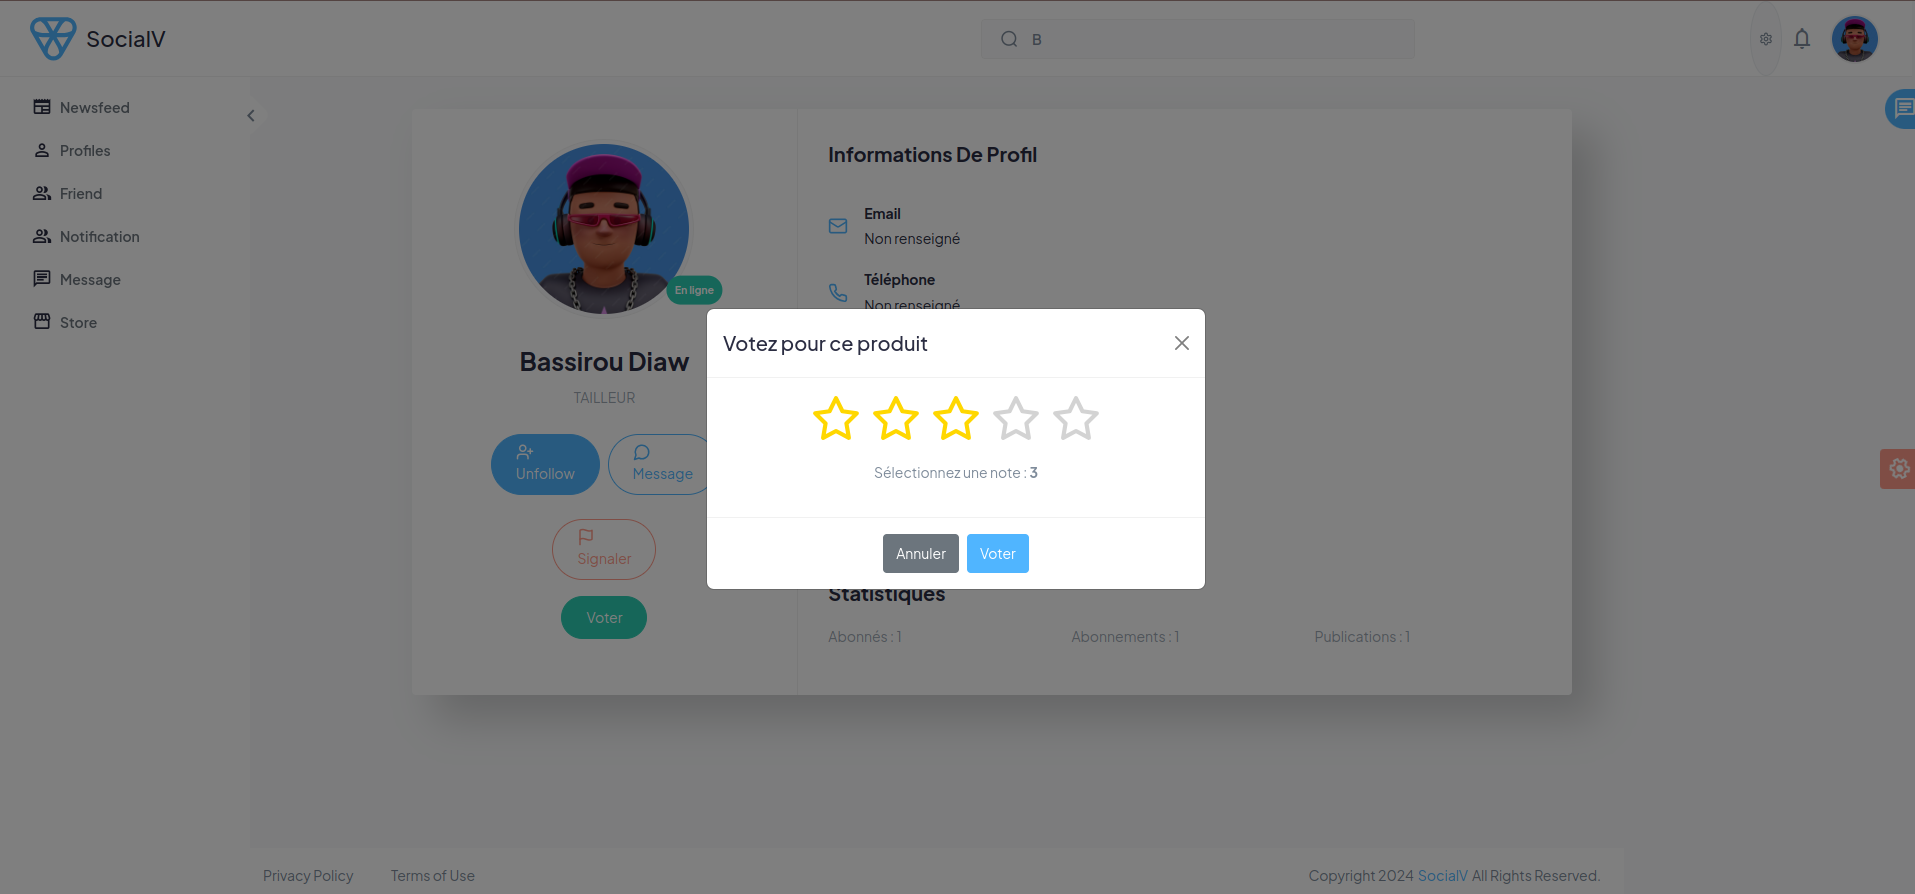 SocialV
B
Newsfeed
Profiles
Friend
Notification
Message
Store
En ligne
Bassirou Diaw
TAILLEUR
Unfollow
Message
Signaler
Voter
Informations De Profil
Email
Non renseigné
Téléphone
Non renseigné
Votez pour ce produit
Sélectionnez une note : 3
Annuler Voter
Statistiques
Abonnés : 1 Abonnements : 1 Publications : 1
Privacy Policy Terms of Use Copyright 2024 SocialV All Rights Reserved.